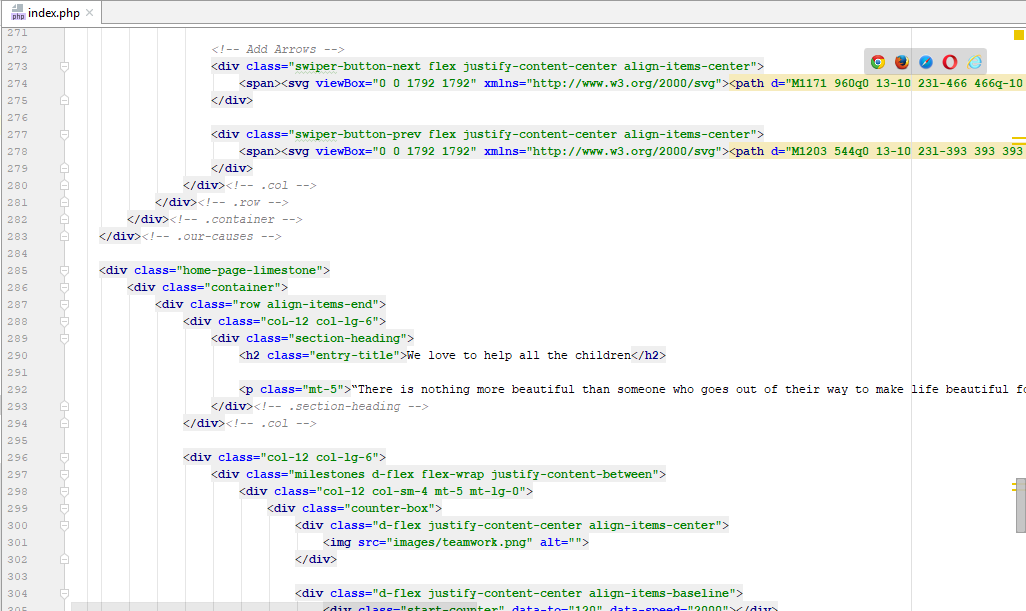 index.php
271
272 <!-- Add Arrows -->
273 <div class="swiper-button-next flex justify-content-center align-items-center">
274 <span><svg viewBox="0 0 1792 1792" xmlns="http://www.w3.org/2000/svg"><path d="M1171 960q0 13-10 23l-466 466q-10
275 </div>
276
277 <div class="swiper-button-prev flex justify-content-center align-items-center">
278 <span><svg viewBox="0 0 1792 1792" xmlns="http://www.w3.org/2000/svg"><path d="M1203 544q0 13-10 23l-393 393 393
279 </div>
280 </div><!-- .col -->
281 </div><!-- .row -->
282 </div><!-- .container -->
283 </div><!-- .our-causes -->
284
285 <div class="home-page-limestone">
286 <div class="container">
287 <div class="row align-items-end">
288 <div class="coL-12 col-lg-6">
289 <div class="section-heading">
290 <h2 class="entry-title">We love to help all the children</h2>
291
292 <p class="mt-5">“There is nothing more beautiful than someone who goes out of their way to make life beautiful fo
293 </div><!-- .section-heading -->
294 </div><!-- .col -->
295
296 <div class="col-12 col-lg-6">
297 <div class="milestones d-flex flex-wrap justify-content-between">
298 <div class="col-12 col-sm-4 mt-5 mt-lg-0">
299 <div class="counter-box">
300 <div class="d-flex justify-content-center align-items-center">
301 <img src="images/teamwork.png" alt="">
302 </div>
303
304 <div class="d-flex justify-content-center align-items-baseline">
305 <div class="start-counter" data-to="120" data-speed="2000"></div>